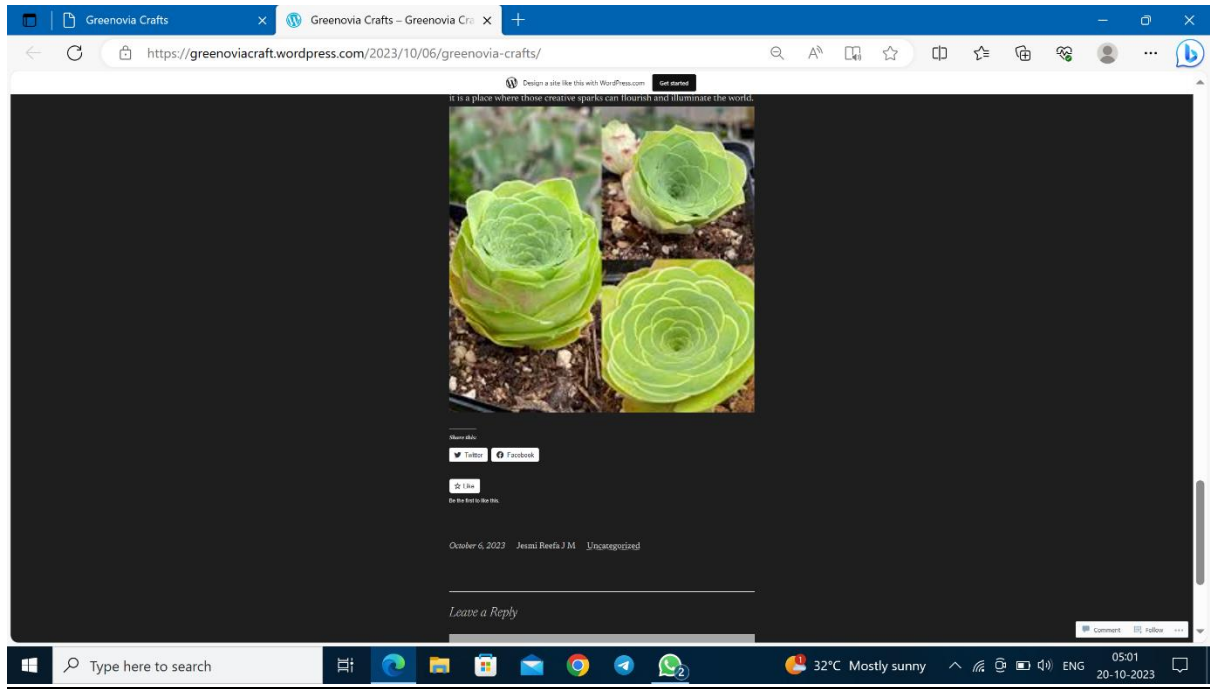 Greenovia Crafts
Greenovia Crafts – Greenovia Cra
https://greenoviacraft.wordpress.com/2023/10/06/greenovia-crafts/
Design a site like this with WordPress.com Get started
it is a place where those creative sparks can flourish and illuminate the world.
Share this:
Twitter Facebook
Like
Be the first to like this.
October 6, 2023 Jesmi Reefa J M Uncategorized
Leave a Reply
Comment Follow
Type here to search
2
1
32°C Mostly sunny
ENG
05:01
20-10-2023